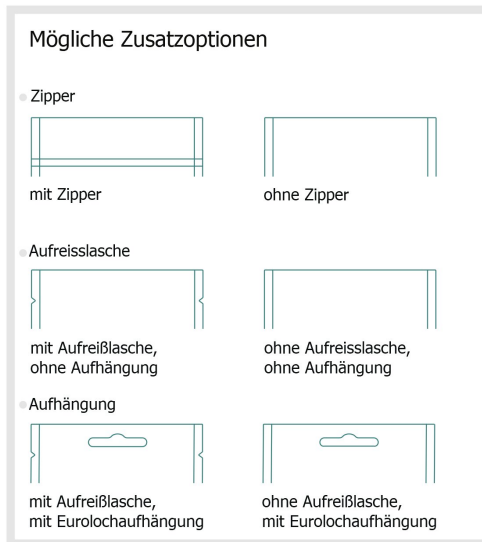 Mögliche Zusatzoptionen
Zipper
mit Zipper
ohne Zipper
Aufreisslasche
mit Aufreißlasche,
ohne Aufhängung
ohne Aufreisslasche,
ohne Aufhängung
Aufhängung
mit Aufreißlasche,
mit Eurolochaufhängung
ohne Aufreißlasche,
mit Eurolochaufhängung